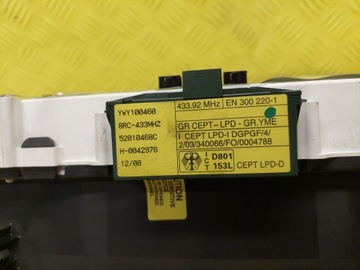 YWY100460
8RC-433MHZ
52010468C
H-0042976
12/00
433.92 MHz EN 300 220-1
GR CEPT-LPD - GR.YME
I CEPT LPD-I DGPGF/4/
2/03/340066/FO/0004788
I
C
T
D801
153L
CEPT LPD-D